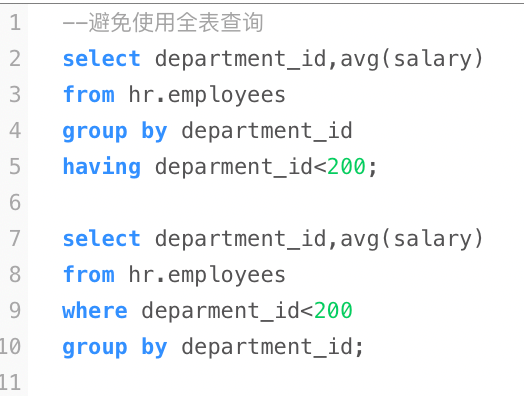 1 --避免使用全表查询
2 select department_id,avg(salary)
3 from hr.employees
4 group by department_id
5 having deparment_id<200;
6
7 select department_id,avg(salary)
8 from hr.employees
9 where deparment_id<200
10 group by department_id;
11